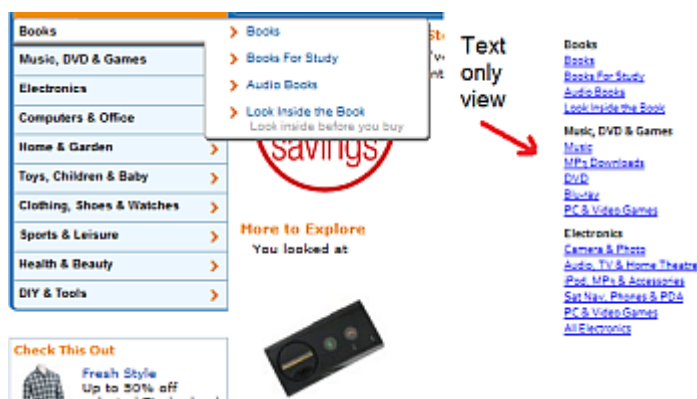 Books
Music, DVD & Games
Electronics
Computers & Office
Home & Garden
Toys, Children & Baby
Clothing, Shoes & Watches
Sports & Leisure
Health & Beauty
DIY & Tools
Books
Books For Study
Audio Books
Look Inside the Book
Look inside before you buy
savings
More to Explore
You looked at
Check This Out
Fresh Style
Up to 50% off
Text
only
view
Books
Books
Books For Study
Audio Books
Look Inside the Book
Music, DVD & Games
Music
MP3 Downloads
DVD
Blu-ray
PC & Video Games
Electronics
Camera & Photo
Audio, TV & Home Theatre
iPod, MP3 & Accessories
Sat Nav, Phones & PDA
PC & Video Games
All Electronics